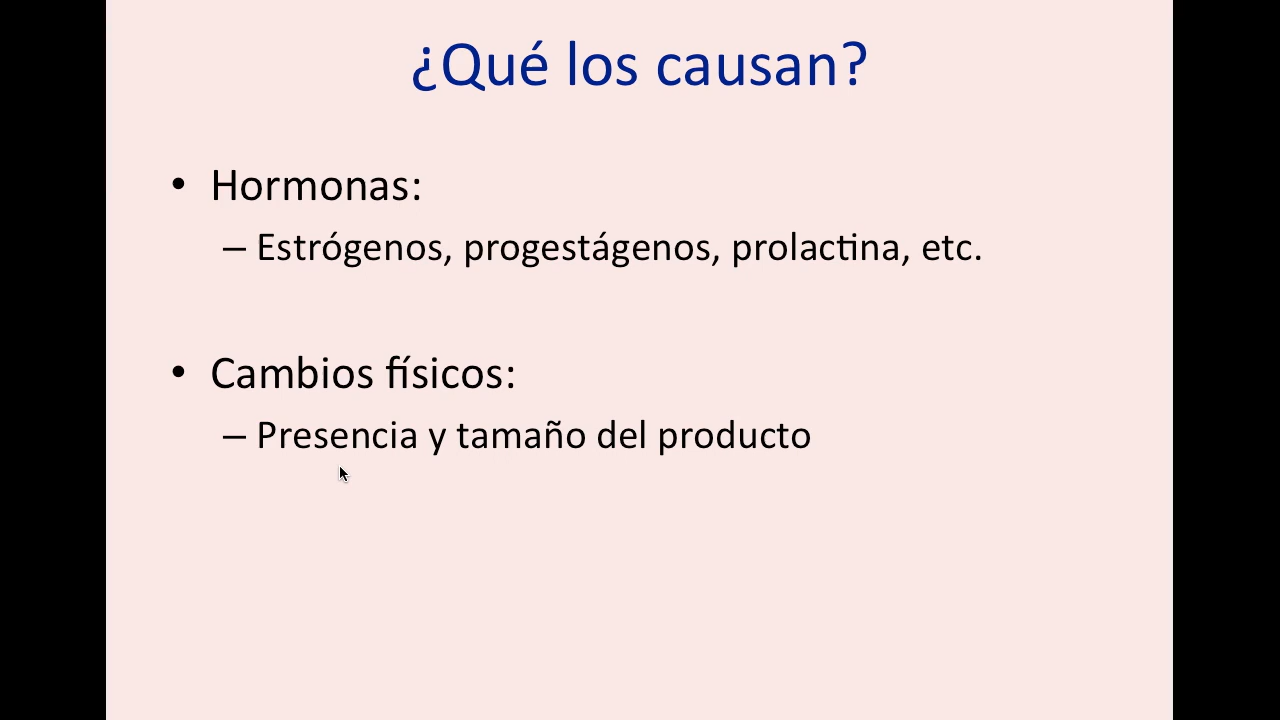 ¿Qué los causan?
• Hormonas:
– Estrógenos, progestágenos, prolactina, etc.
• Cambios físicos:
– Presencia y tamaño del producto